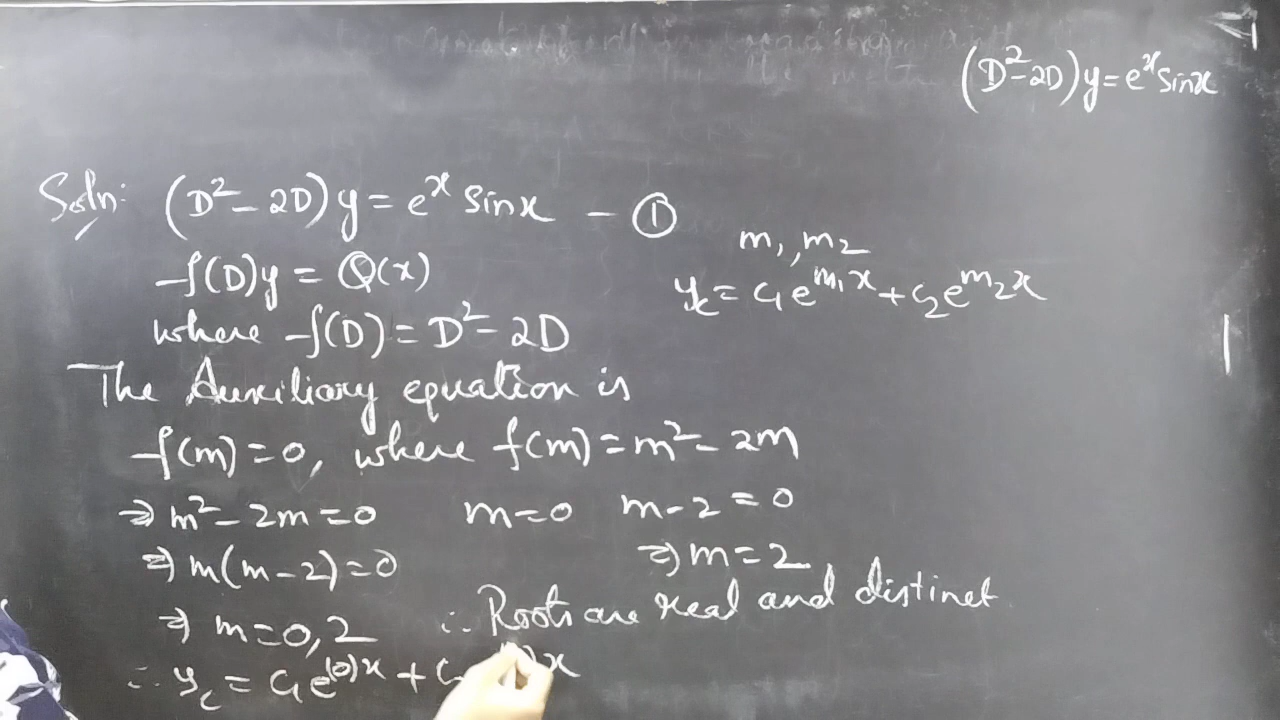 (D²-2D)y=eˣsinx
Soln: (D²-2D)y=eˣ sinx - ①
f(D)y = Q(x)
m₁, m₂
y_c = c₁e^{m₁x}+c₂e^{m₂x}
where f(D)=D²-2D
The Auxiliary equation is
f(m)=0, where f(m)=m²-2m
⇒ m²-2m=0 m=0 m-2=0
⇒ m(m-2)=0 ⇒ m=2
⇒ m=0,2 ∴ Roots are real and distinct
∴ y_c = c₁e^{(0)x} + c x